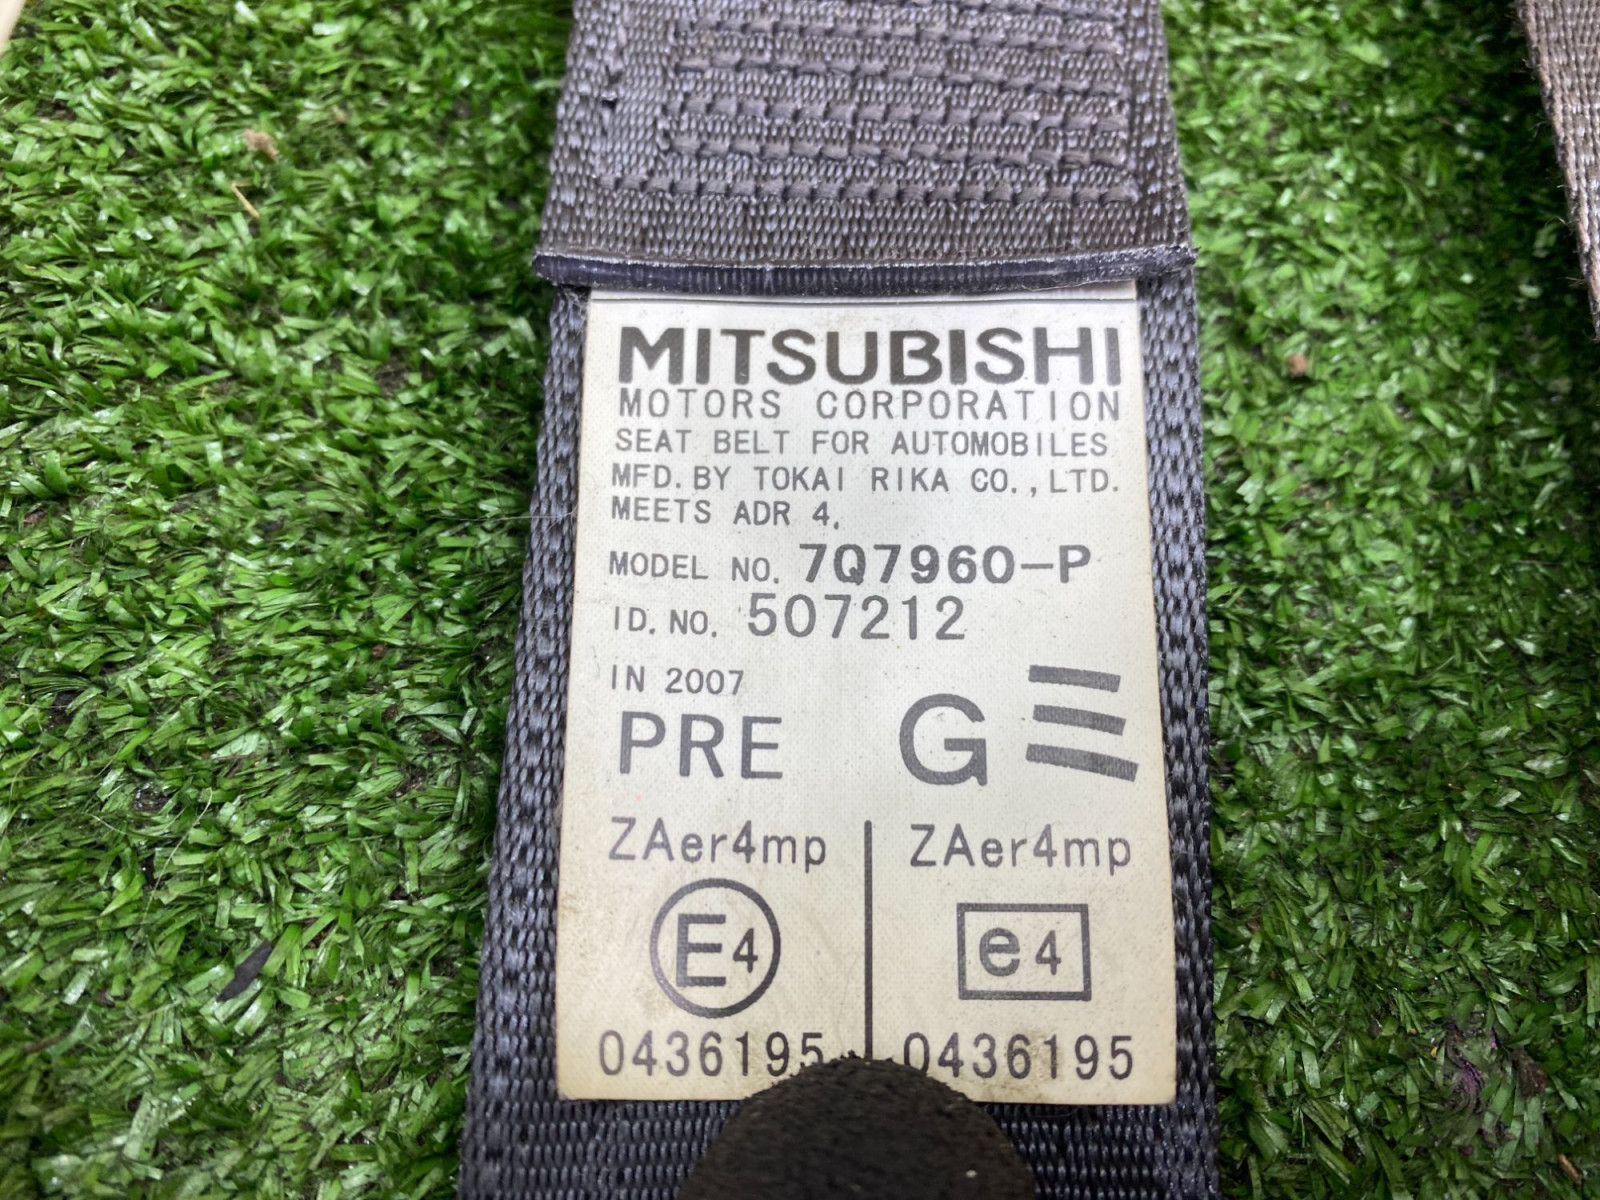 MITSUBISHI
MOTORS CORPORATION
SEAT BELT FOR AUTOMOBILES
MFD. BY TOKAI RIKA CO., LTD.
MEETS ADR 4.
MODEL NO. 7Q7960-P
ID. NO. 507212
IN 2007
PRE G
ZAer4mp ZAer4mp
E4 e4
0436195 0436195